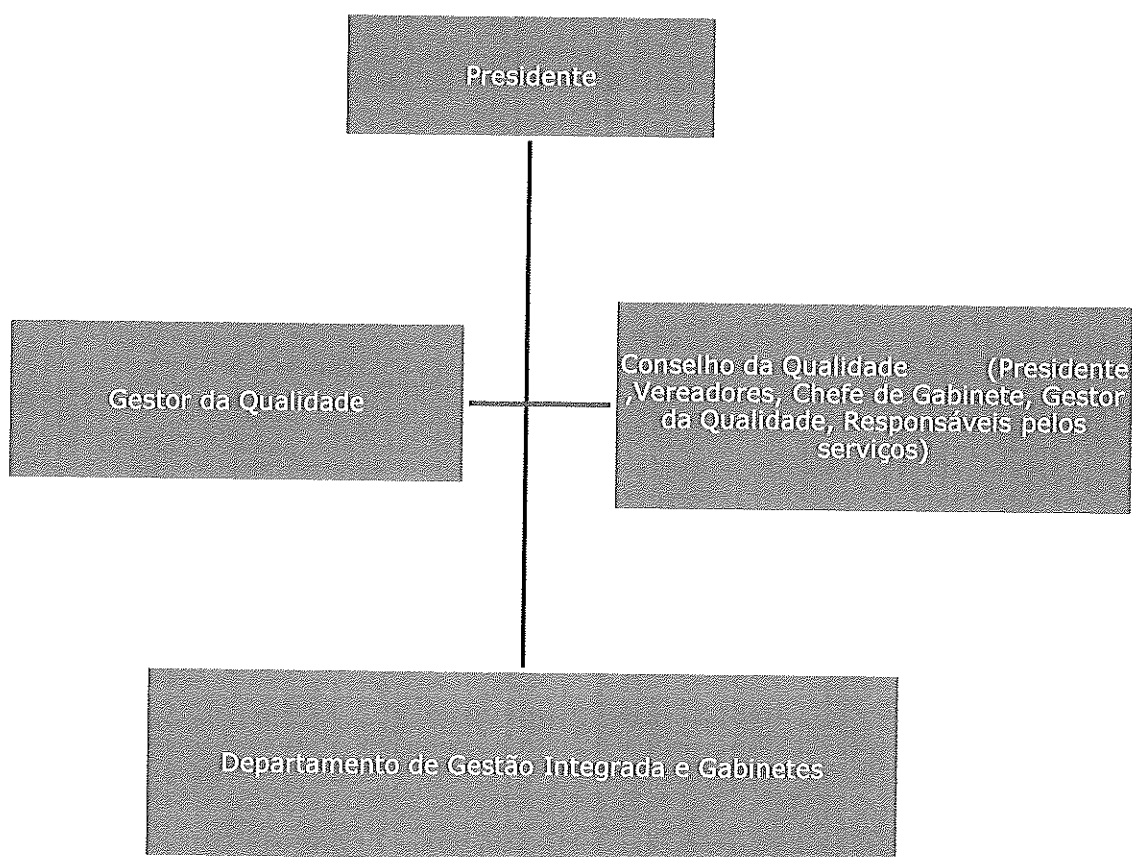 Presidente
Gestor da Qualidade
Conselho da Qualidade (Presidente
,Vereadores, Chefe de Gabinete, Gestor
da Qualidade, Responsáveis pelos
serviços)
Departamento de Gestão Integrada e Gabinetes